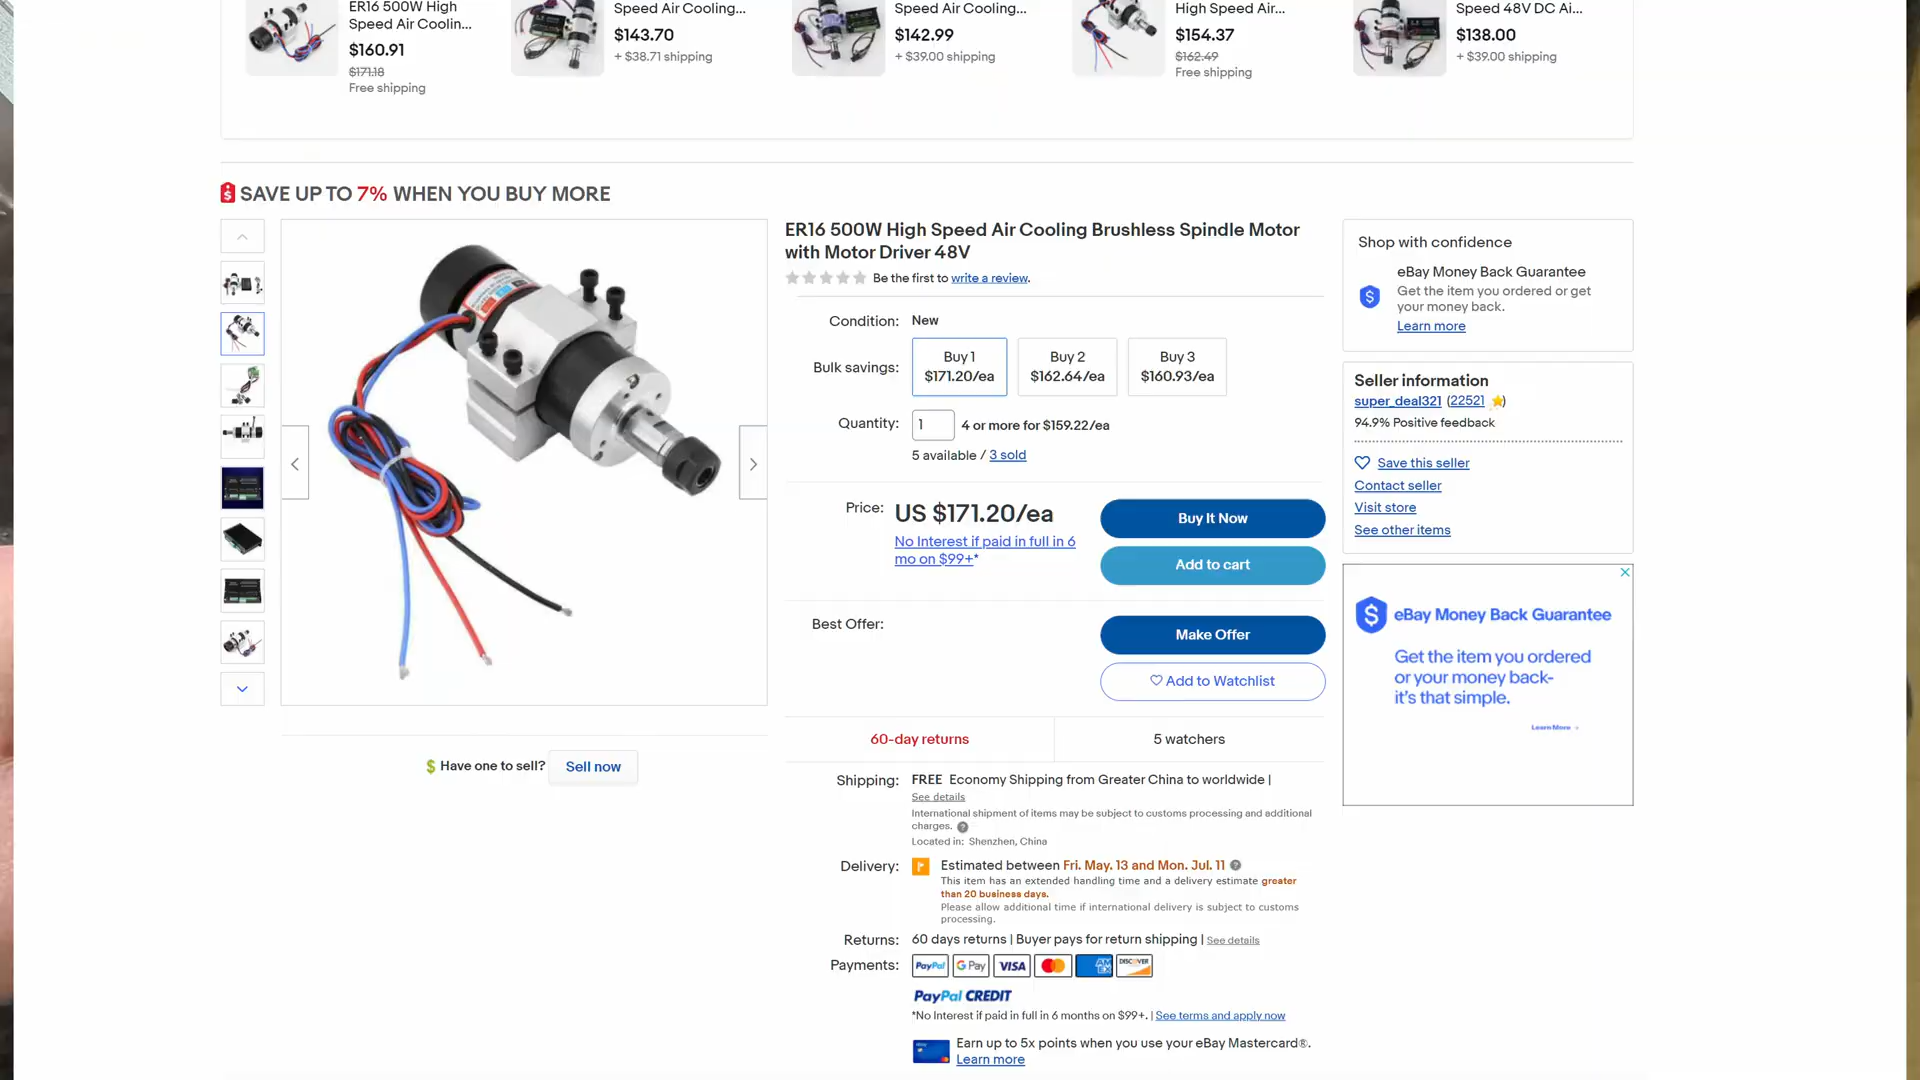 ER16 500W High
Speed Air Coolin...
$160.91
$171.18
Free shipping
Speed Air Cooling...
$143.70
+ $38.71 shipping
Speed Air Cooling...
$142.99
+ $39.00 shipping
High Speed Air...
$154.37
$162.49
Free shipping
Speed 48V DC Ai...
$138.00
+ $39.00 shipping
SAVE UP TO 7% WHEN YOU BUY MORE
ER16 500W High Speed Air Cooling Brushless Spindle Motor
with Motor Driver 48V
Be the first to write a review.
Condition: New
Bulk savings:
Buy 1
$171.20/ea
Buy 2
$162.64/ea
Buy 3
$160.93/ea
Quantity: 1 4 or more for $159.22/ea
5 available / 3 sold
Price: US $171.20/ea
No Interest if paid in full in 6
mo on $99+*
Buy It Now
Add to cart
Best Offer:
Make Offer
Add to Watchlist
60-day returns
5 watchers
Shipping: FREE Economy Shipping from Greater China to worldwide |
See details
International shipment of items may be subject to customs processing and additional
charges.
Located in: Shenzhen, China
Delivery: Estimated between Fri. May. 13 and Mon. Jul. 11
This item has an extended handling time and a delivery estimate greater
than 20 business days.
Please allow additional time if international delivery is subject to customs
processing.
Returns: 60 days returns | Buyer pays for return shipping | See details
Payments: PayPal G Pay VISA AM EX DISCOVER
PayPal CREDIT
*No Interest if paid in full in 6 months on $99+. | See terms and apply now
Earn up to 5x points when you use your eBay Mastercard®.
Learn more
Have one to sell? Sell now
Shop with confidence
eBay Money Back Guarantee
Get the item you ordered or get
your money back.
Learn more
Seller information
super_deal321 (22521)
94.9% Positive feedback
Save this seller
Contact seller
Visit store
See other items
eBay Money Back Guarantee
Get the item you ordered
or your money back-
it's that simple.
Learn More